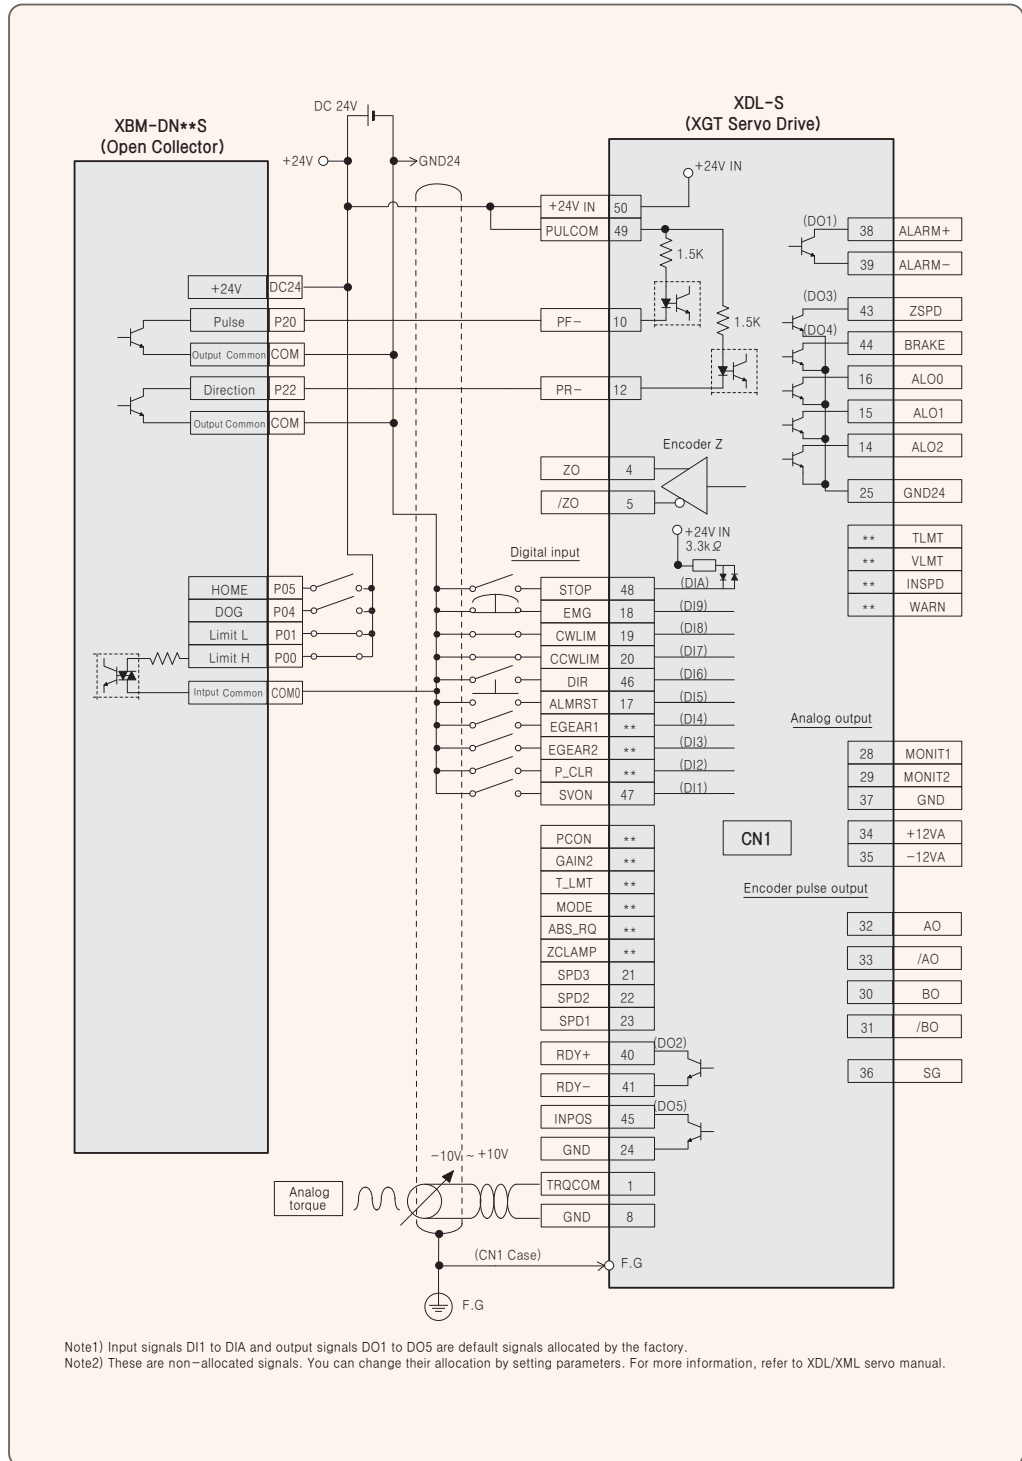 DC 24V
XBM-DN**S
(Open Collector)
+24V
GND24
XDL-S
(XGT Servo Drive)
+24V IN
+24V IN 50
PULCOM 49
1.5K
1.5K
(DO1)
38 ALARM+
39 ALARM-
(DO3)
43 ZSPD
(DO4)
44 BRAKE
16 ALO0
15 ALO1
14 ALO2
25 GND24
+24V DC24
Pulse P20
Output Common COM
Direction P22
Output Common COM
PF- 10
PR- 12
Encoder Z
ZO 4
/ZO 5
+24V IN
3.3kΩ
** TLMT
** VLMT
** INSPD
** WARN
HOME P05
DOG P04
Limit L P01
Limit H P00
Intput Common COM0
Digital input
STOP 48 (DIA)
EMG 18 (DI9)
CWLIM 19 (DI8)
CCWLIM 20 (DI7)
DIR 46 (DI6)
ALMRST 17 (DI5)
EGEAR1 ** (DI4)
EGEAR2 ** (DI3)
P_CLR ** (DI2)
SVON 47 (DI1)
Analog output
28 MONIT1
29 MONIT2
37 GND
34 +12VA
35 -12VA
CN1
PCON **
GAIN2 **
T_LMT **
MODE **
ABS_RQ **
ZCLAMP **
SPD3 21
SPD2 22
SPD1 23
Encoder pulse output
32 AO
33 /AO
30 BO
31 /BO
36 SG
RDY+ 40 (DO2)
RDY- 41
INPOS 45 (DO5)
GND 24
-10V ~ +10V
Analog
torque
TRQCOM 1
GND 8
(CN1 Case)
F.G
F.G
Note1) Input signals DI1 to DIA and output signals DO1 to DO5 are default signals allocated by the factory.
Note2) These are non-allocated signals. You can change their allocation by setting parameters. For more information, refer to XDL/XML servo manual.